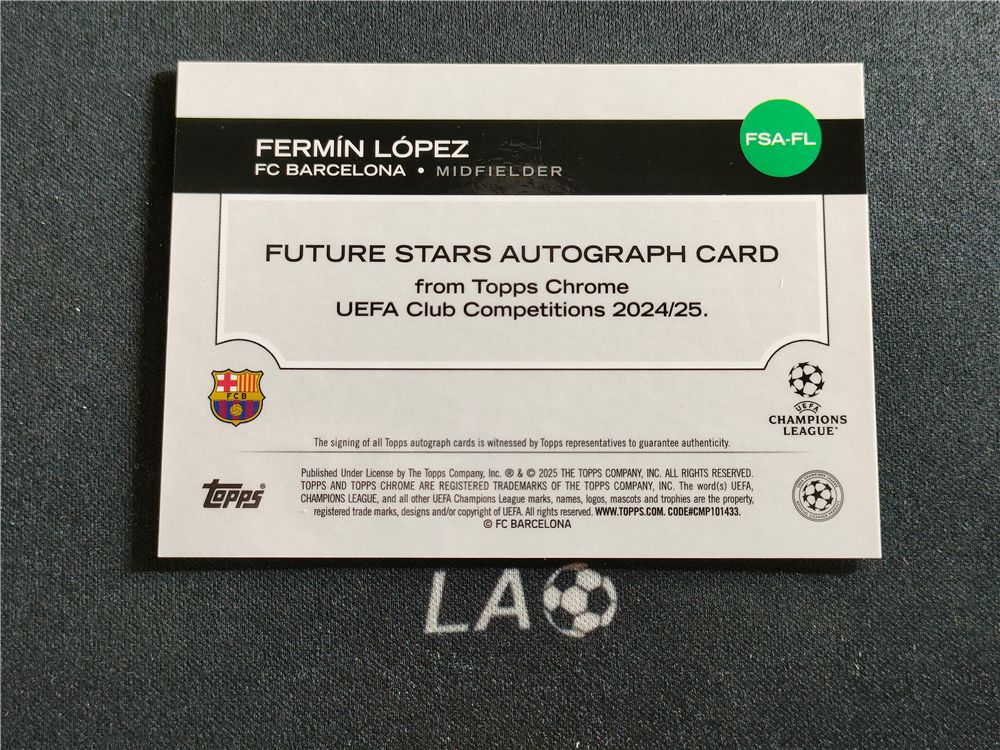 FERMÍN LÓPEZ
FC BARCELONA • MIDFIELDER
FSA-FL
FUTURE STARS AUTOGRAPH CARD
from Topps Chrome
UEFA Club Competitions 2024/25.
FCB
UEFA
CHAMPIONS
LEAGUE
The signing of all Topps autograph cards is witnessed by Topps representatives to guarantee authenticity.
topps®
Published Under License by The Topps Company, Inc. ® & © 2025 THE TOPPS COMPANY, INC. ALL RIGHTS RESERVED.
TOPPS AND TOPPS CHROME ARE REGISTERED TRADEMARKS OF THE TOPPS COMPANY, INC. The word(s) UEFA,
CHAMPIONS LEAGUE, and all other UEFA Champions League marks, names, logos, mascots and trophies are the property,
registered trade marks, designs and/or copyright of UEFA. All rights reserved. WWW.TOPPS.COM. CODE#CMP101433.
© FC BARCELONA
LA